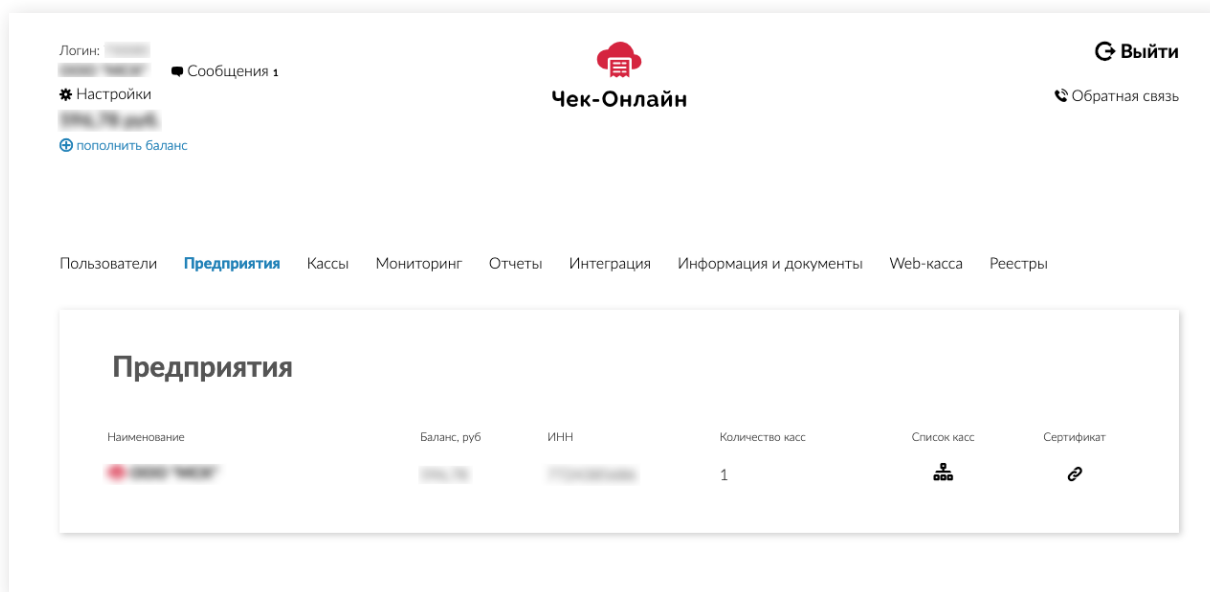 Логин:
Сообщения 1
Настройки
пополнить баланс
Чек-Онлайн
Выйти
Обратная связь
Пользователи Предприятия Кассы Мониторинг Отчеты Интеграция Информация и документы Web-касса Реестры
Предприятия
Наименование Баланс, руб ИНН Количество касс Список касс Сертификат
1